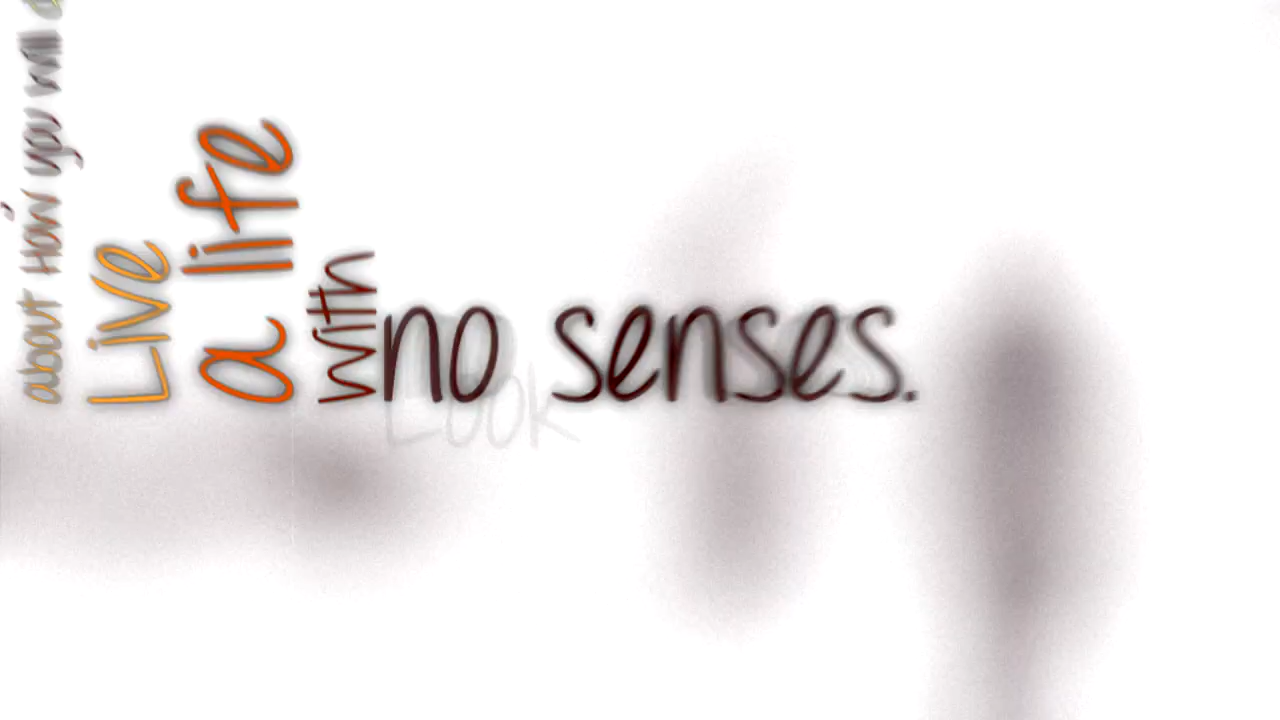 about how you will
Live
a life
with
no senses.
Look